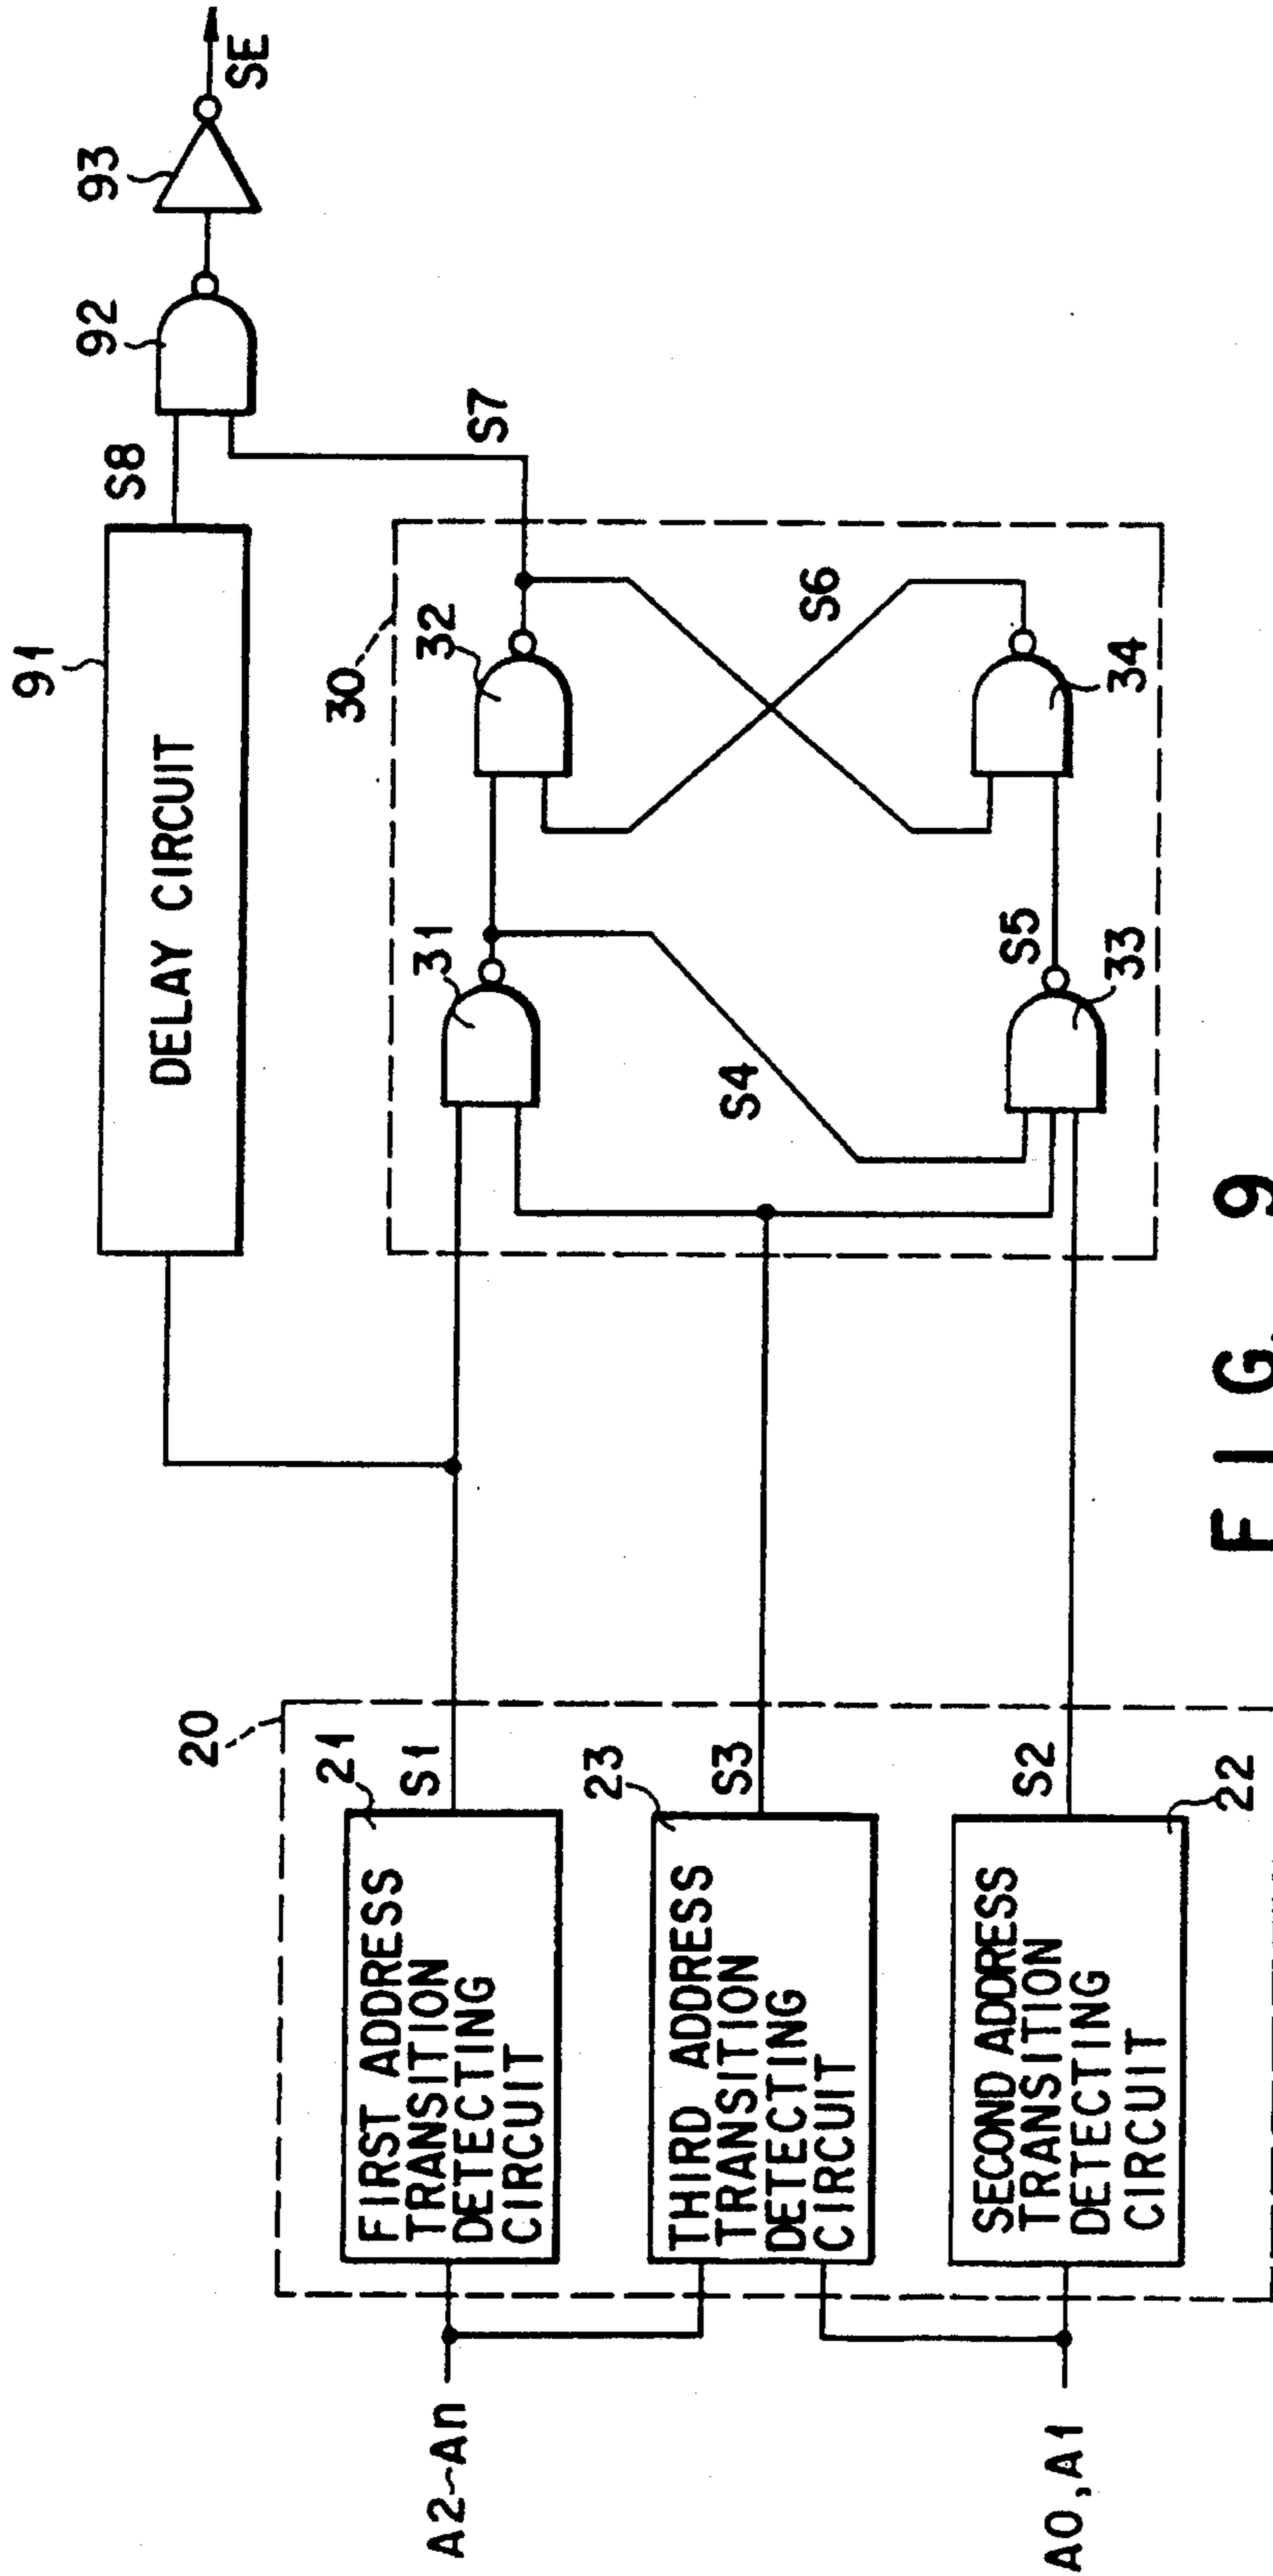 91
DELAY CIRCUIT
S8
92
93
SE
30
S7
31
32
S4
S6
S5
33
34
20
21
FIRST ADDRESS
TRANSITION
DETECTING
CIRCUIT
S1
23
THIRD ADDRESS
TRANSITION
DETECTING
CIRCUIT
S3
SECOND ADDRESS
TRANSITION
DETECTING
CIRCUIT
S2
22
A2~An
A0, A1
FIG. 9